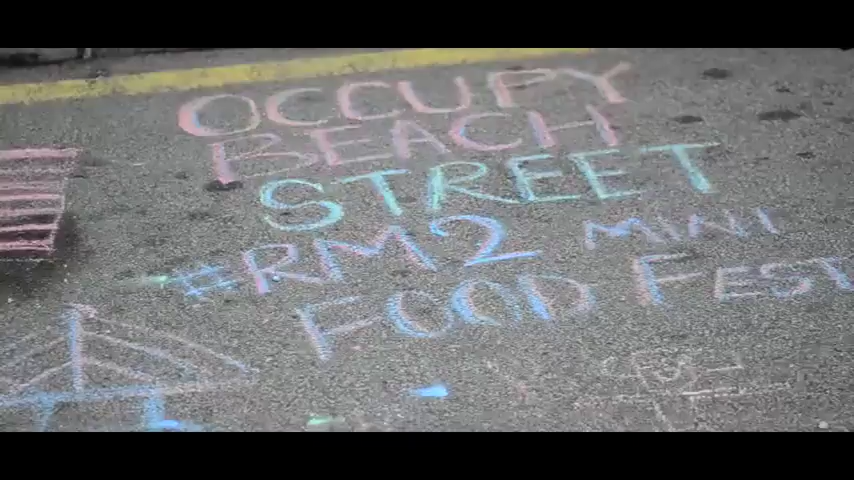 OCCUPY
BEACH
STREET
#RM2 MINI
FOOD FEST